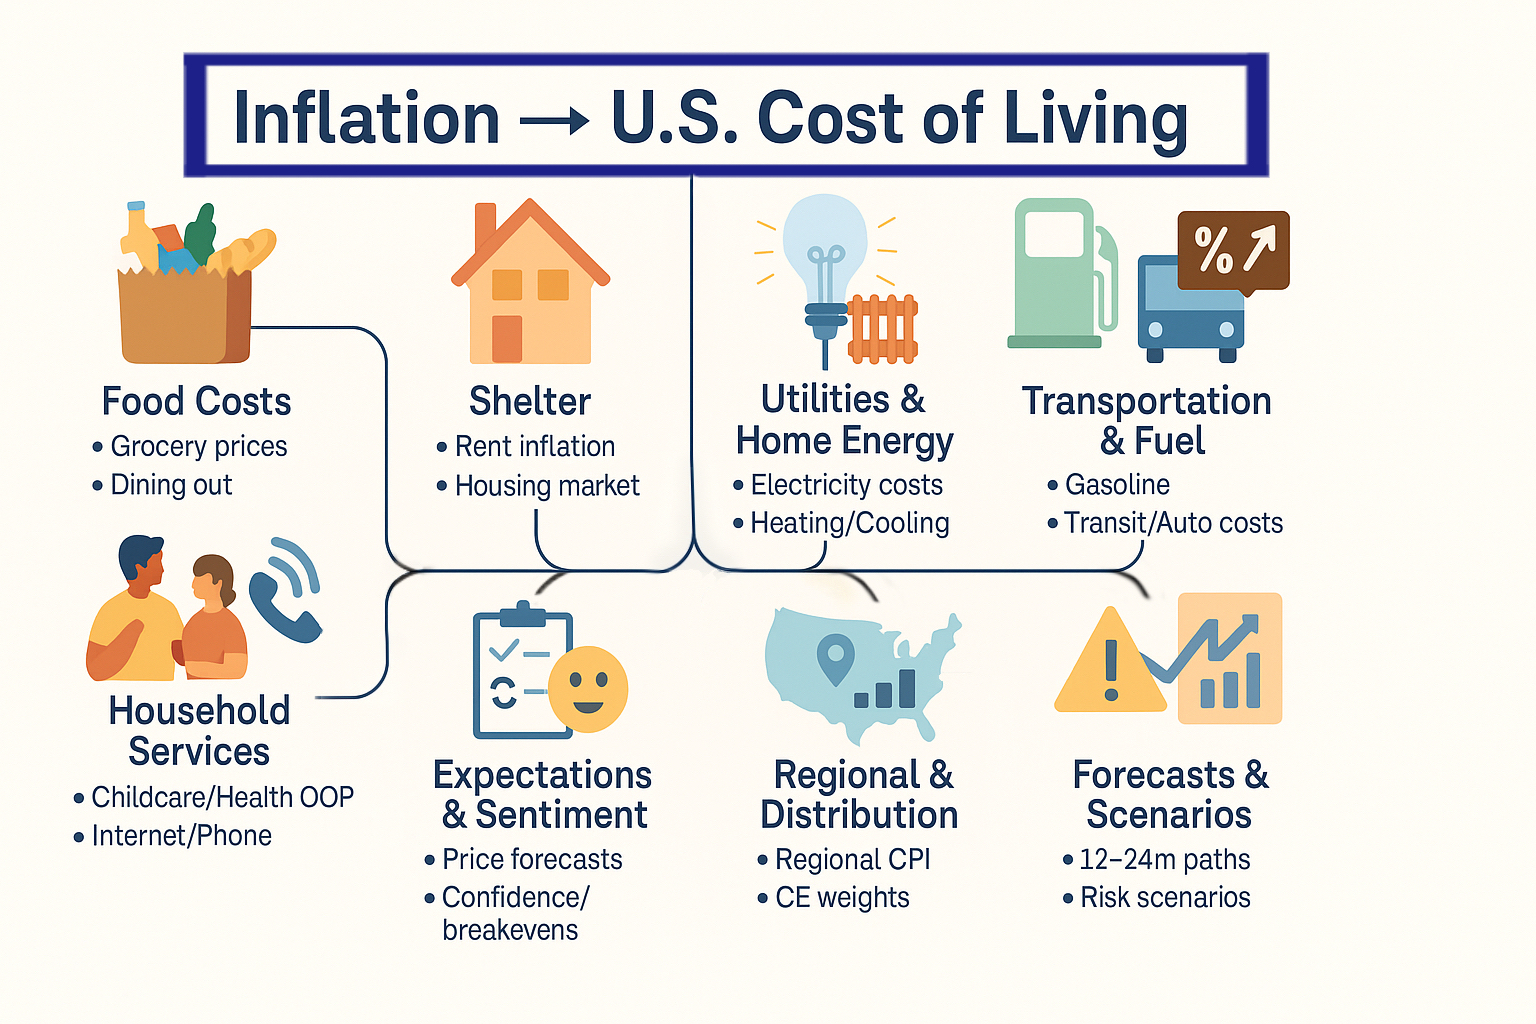 Inflation → U.S. Cost of Living
% 
Food Costs
• Grocery prices
• Dining out
Shelter
• Rent inflation
• Housing market
Utilities &
Home Energy
• Electricity costs
• Heating/Cooling
Transportation
& Fuel
• Gasoline
• Transit/Auto costs
Household
Services
• Childcare/Health OOP
• Internet/Phone
Expectations
& Sentiment
• Price forecasts
• Confidence/
breakevens
Regional &
Distribution
• Regional CPI
• CE weights
!
Forecasts &
Scenarios
• 12–24m paths
• Risk scenarios